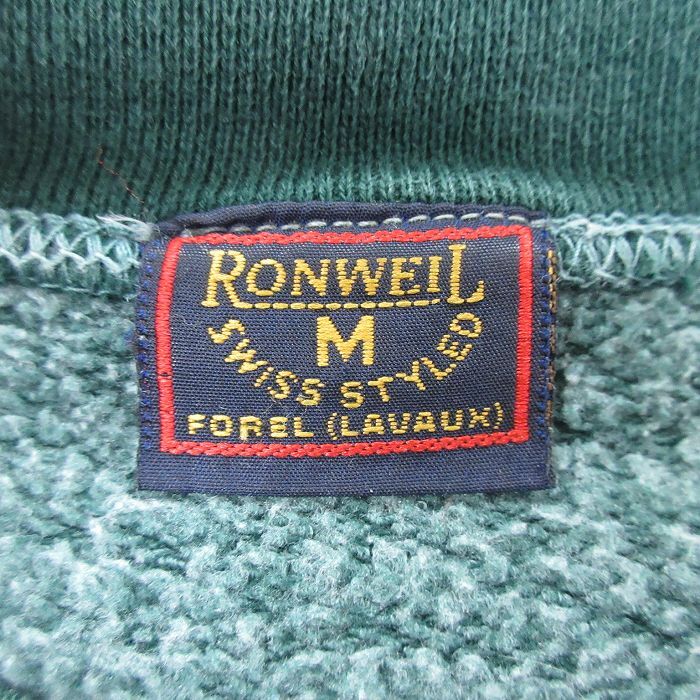 RONWEIL
M
SWISS STYLED
FOREL (LAVAUX)